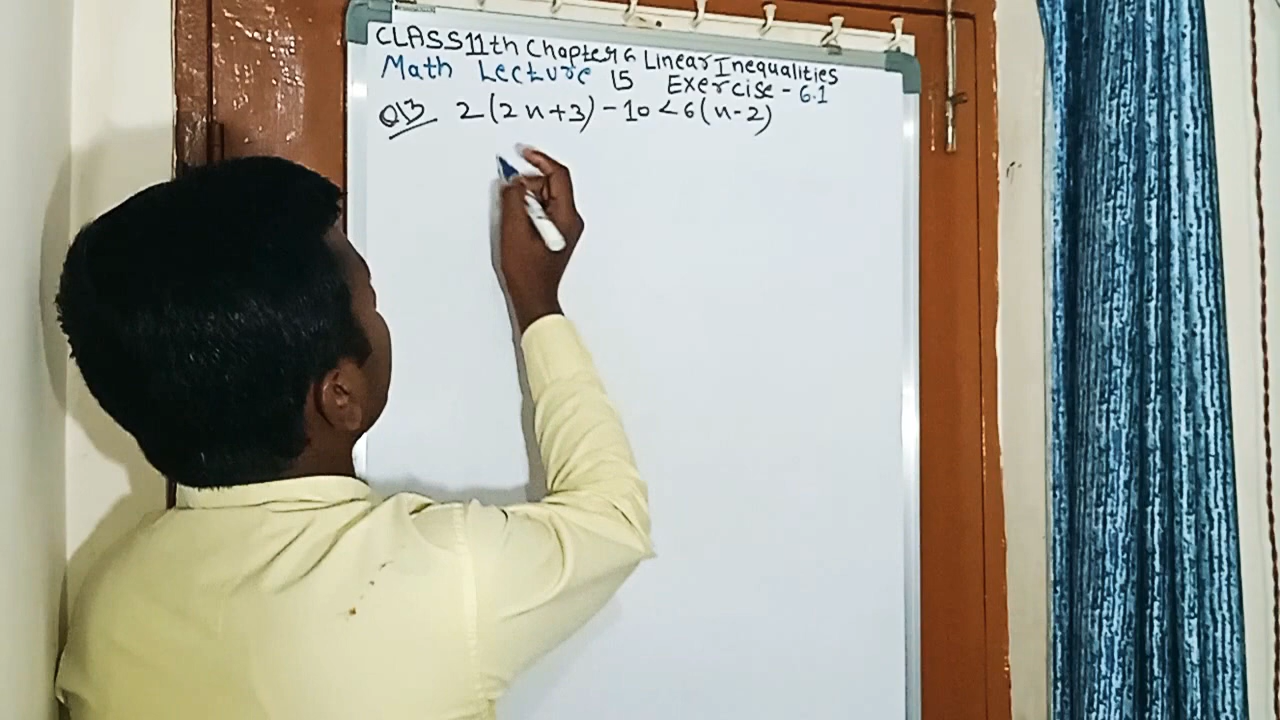 CLASS 11th Chapter 6 Linear Inequalities
Math Lecture 15 Exercise - 6.1
Q13 2(2x+3) - 10 < 6(x-2)